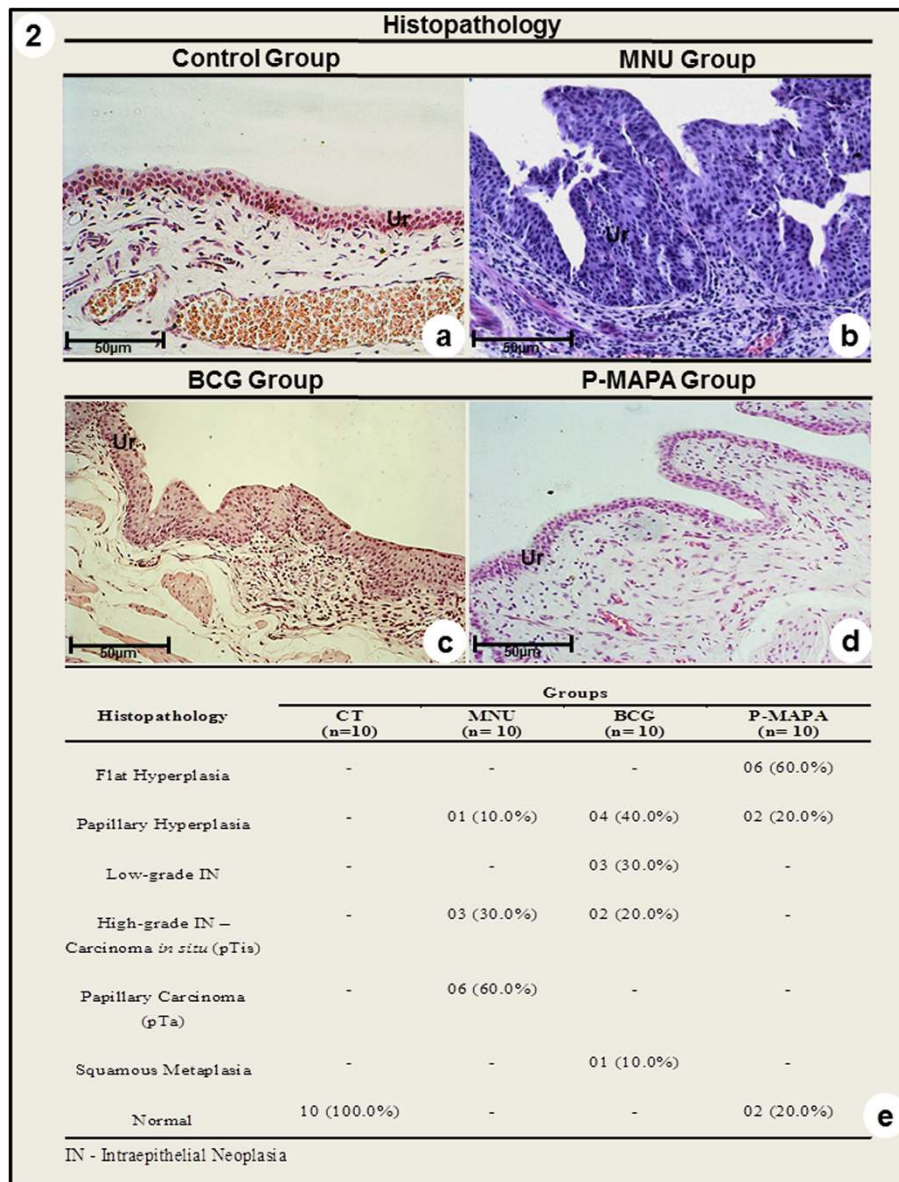 2
Histopathology
Control Group MNU Group
Ur
50µm
a
Ur
50µm
b
BCG Group P-MAPA Group
Ur
50µm
c
Ur
50µm
d
Groups
Histopathology CT MNU BCG P-MAPA
(n=10) (n= 10) (n= 10) (n= 10)
Flat Hyperplasia - - - 06 (60.0%)
Papillary Hyperplasia - 01 (10.0%) 04 (40.0%) 02 (20.0%)
Low-grade IN - - 03 (30.0%) -
High-grade IN – - 03 (30.0%) 02 (20.0%) -
Carcinoma in situ (pTis)
Papillary Carcinoma - 06 (60.0%) - -
(pTa)
Squamous Metaplasia - - 01 (10.0%) -
Normal 10 (100.0%) - - 02 (20.0%)
e
IN - Intraepithelial Neoplasia